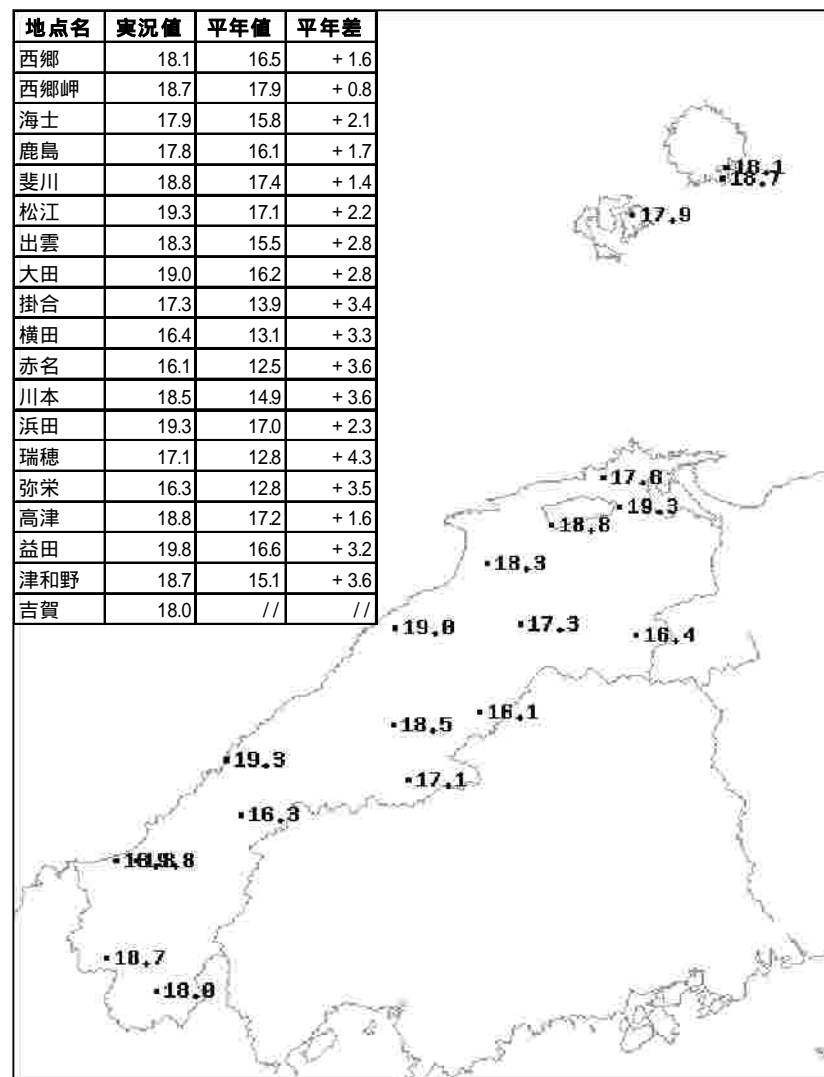 地点名 実況値 平年値 平年差
西郷 18.1 16.5 + 1.6
西郷岬 18.7 17.9 + 0.8
海士 17.9 15.8 + 2.1
鹿島 17.8 16.1 + 1.7
斐川 18.8 17.4 + 1.4
松江 19.3 17.1 + 2.2
出雲 18.3 15.5 + 2.8
大田 19.0 16.2 + 2.8
掛合 17.3 13.9 + 3.4
横田 16.4 13.1 + 3.3
赤名 16.1 12.5 + 3.6
川本 18.5 14.9 + 3.6
浜田 19.3 17.0 + 2.3
瑞穂 17.1 12.8 + 4.3
弥栄 16.3 12.8 + 3.5
高津 18.8 17.2 + 1.6
益田 19.8 16.6 + 3.2
津和野 18.7 15.1 + 3.6
吉賀 18.0 // //
18.1
18.7
17.9
17.8
19.3
18.8
18.3
19.0
17.3
16.4
16.1
18.5
19.3
17.1
16.3
18.7
18.0